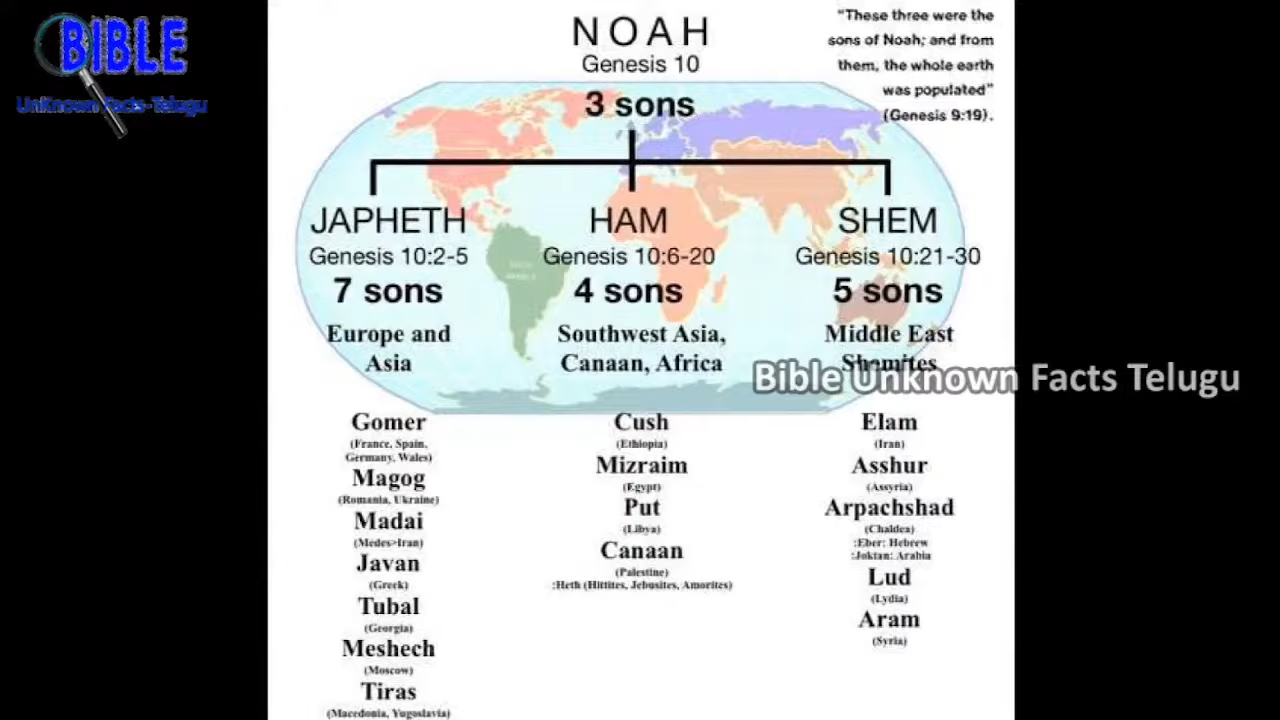 BIBLE
UnKnown Facts-Telugu
NOAH
Genesis 10
3 sons
"These three were the
sons of Noah; and from
them, the whole earth
was populated"
(Genesis 9:19).
JAPHETH
Genesis 10:2-5
7 sons
Europe and
Asia
Gomer
(France, Spain,
Germany, Wales)
Magog
(Romania, Ukraine)
Madai
(Medes>Iran)
Javan
(Greek)
Tubal
(Georgia)
Meshech
(Moscow)
Tiras
(Macedonia, Yugoslavia)
HAM
Genesis 10:6-20
4 sons
Southwest Asia,
Canaan, Africa
Cush
(Ethiopia)
Mizraim
(Egypt)
Put
(Libya)
Canaan
(Palestine)
:Heth (Hittites, Jebusites, Amorites)
SHEM
Genesis 10:21-30
5 sons
Middle East
Shemites
Bible Unknown Facts Telugu
Elam
(Iran)
Asshur
(Assyria)
Arpachshad
(Chaldea)
:Eber: Hebrew
:Joktan: Arabia
Lud
(Lydia)
Aram
(Syria)